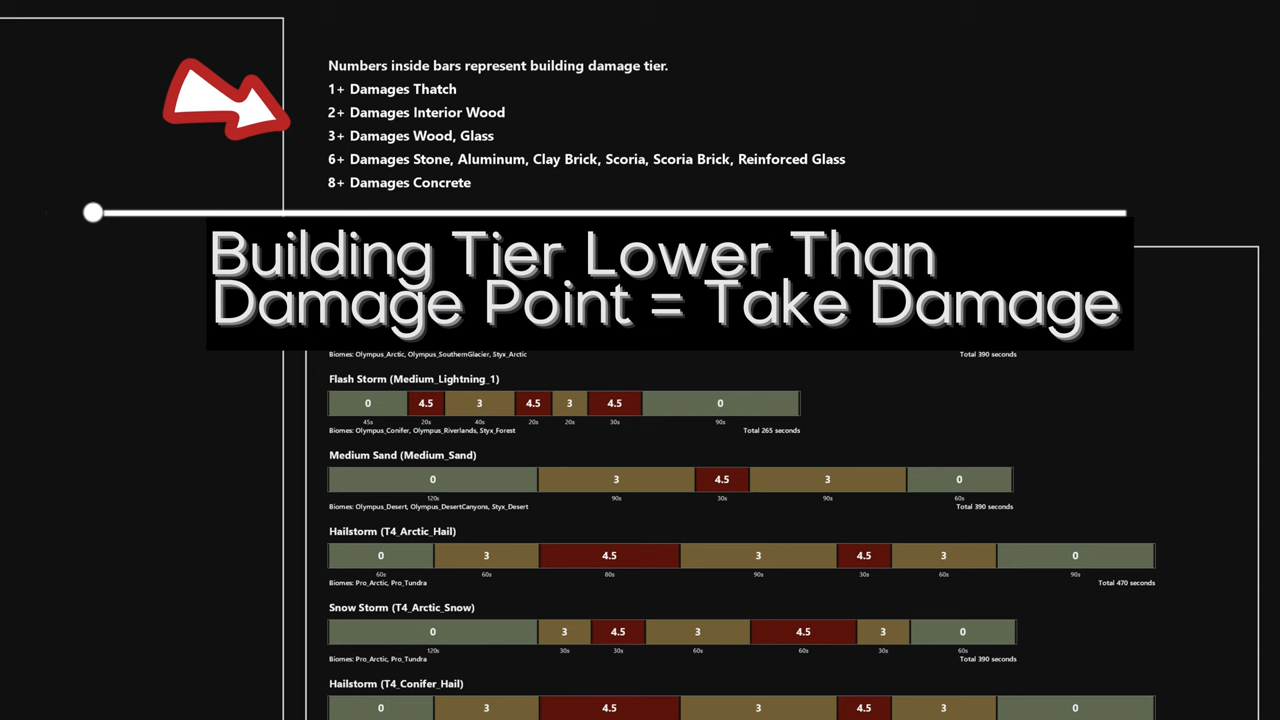 Numbers inside bars represent building damage tier.
1+ Damages Thatch
2+ Damages Interior Wood
3+ Damages Wood, Glass
6+ Damages Stone, Aluminum, Clay Brick, Scoria, Scoria Brick, Reinforced Glass
8+ Damages Concrete
Building Tier Lower Than
Damage Point = Take Damage
Biomes: Olympus_Arctic, Olympus_SouthernGlacier, Styx_Arctic Total 390 seconds
Flash Storm (Medium_Lightning_1)
0 4.5 3 4.5 3 4.5 0
45s 20s 40s 20s 20s 30s 90s
Biomes: Olympus_Conifer, Olympus_Riverlands, Styx_Forest Total 265 seconds
Medium Sand (Medium_Sand)
0 3 4.5 3 0
120s 90s 30s 90s 60s
Biomes: Olympus_Desert, Olympus_DesertCanyons, Styx_Desert Total 390 seconds
Hailstorm (T4_Arctic_Hail)
0 3 4.5 3 4.5 3 0
60s 60s 80s 90s 30s 60s 90s
Biomes: Pro_Arctic, Pro_Tundra Total 470 seconds
Snow Storm (T4_Arctic_Snow)
0 3 4.5 3 4.5 3 0
120s 30s 30s 60s 60s 30s 60s
Biomes: Pro_Arctic, Pro_Tundra Total 390 seconds
Hailstorm (T4_Conifer_Hail)
0 3 4.5 3 4.5 3 0